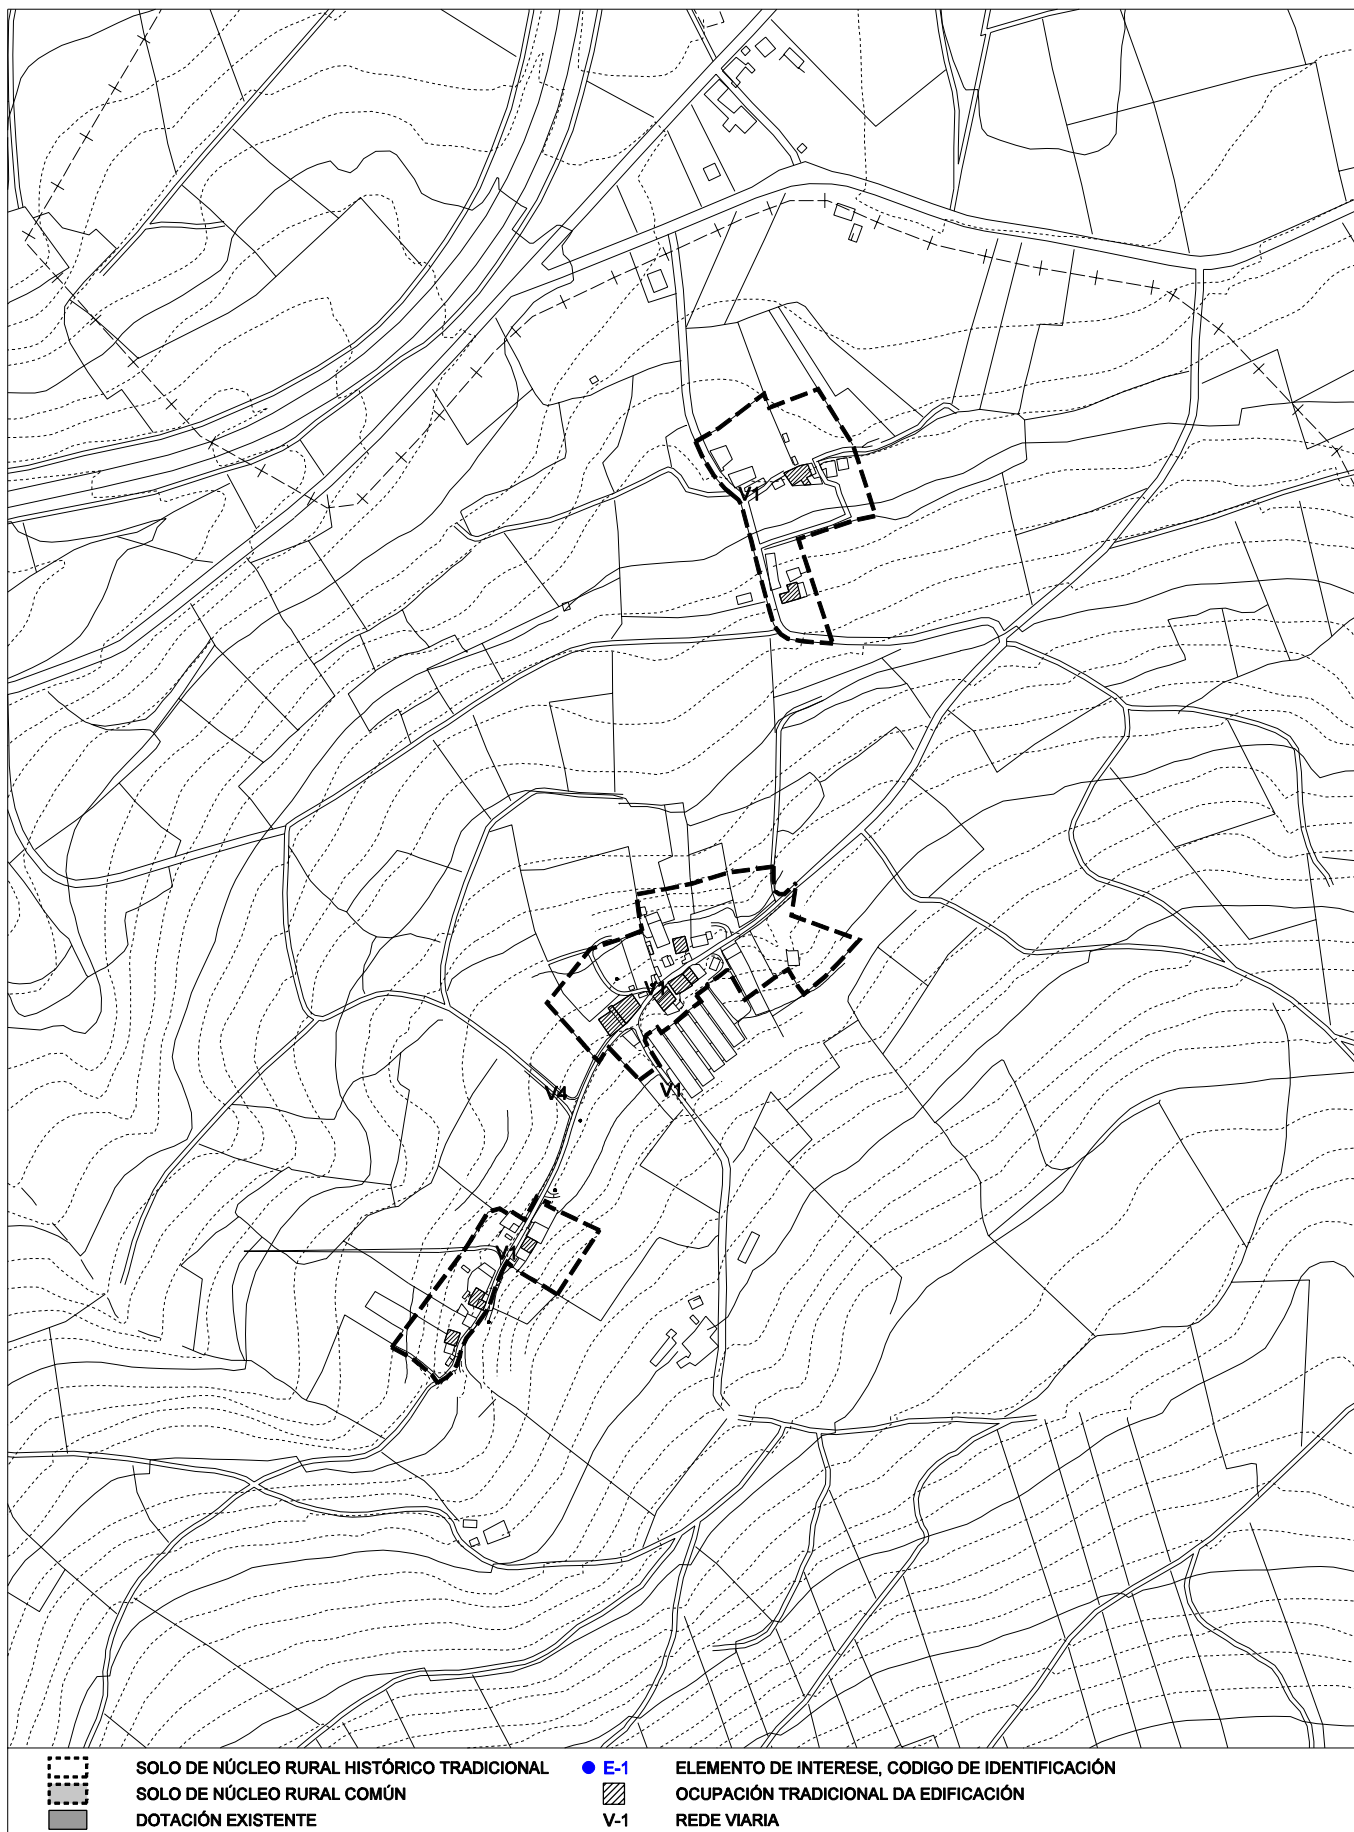 V1
V1
V4
V1
V1
SOLO DE NÚCLEO RURAL HISTÓRICO TRADICIONAL
E-1 ELEMENTO DE INTERESE, CODIGO DE IDENTIFICACIÓN
SOLO DE NÚCLEO RURAL COMÚN
OCUPACIÓN TRADICIONAL DA EDIFICACIÓN
DOTACIÓN EXISTENTE
V-1 REDE VIARIA